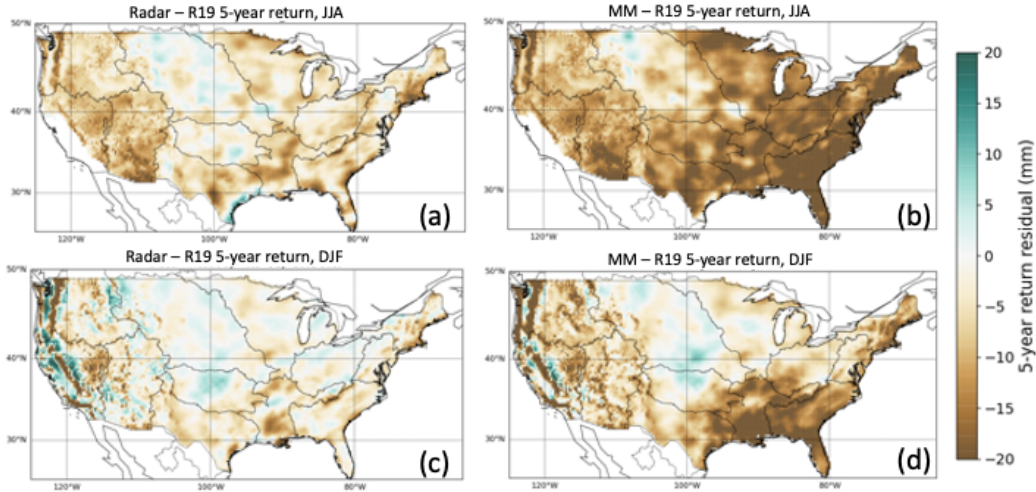 Radar – R19 5-year return, JJA
MM – R19 5-year return, JJA
50°N
40°N
30°N
120°W
100°W
80°W
(a)
50°N
40°N
30°N
120°W
100°W
80°W
(b)
Radar – R19 5-year return, DJF
MM – R19 5-year return, DJF
50°N
40°N
30°N
120°W
100°W
80°W
(c)
50°N
40°N
30°N
120°W
100°W
80°W
(d)
20
15
10
5
0
−5
−10
−15
−20
5-year return residual (mm)